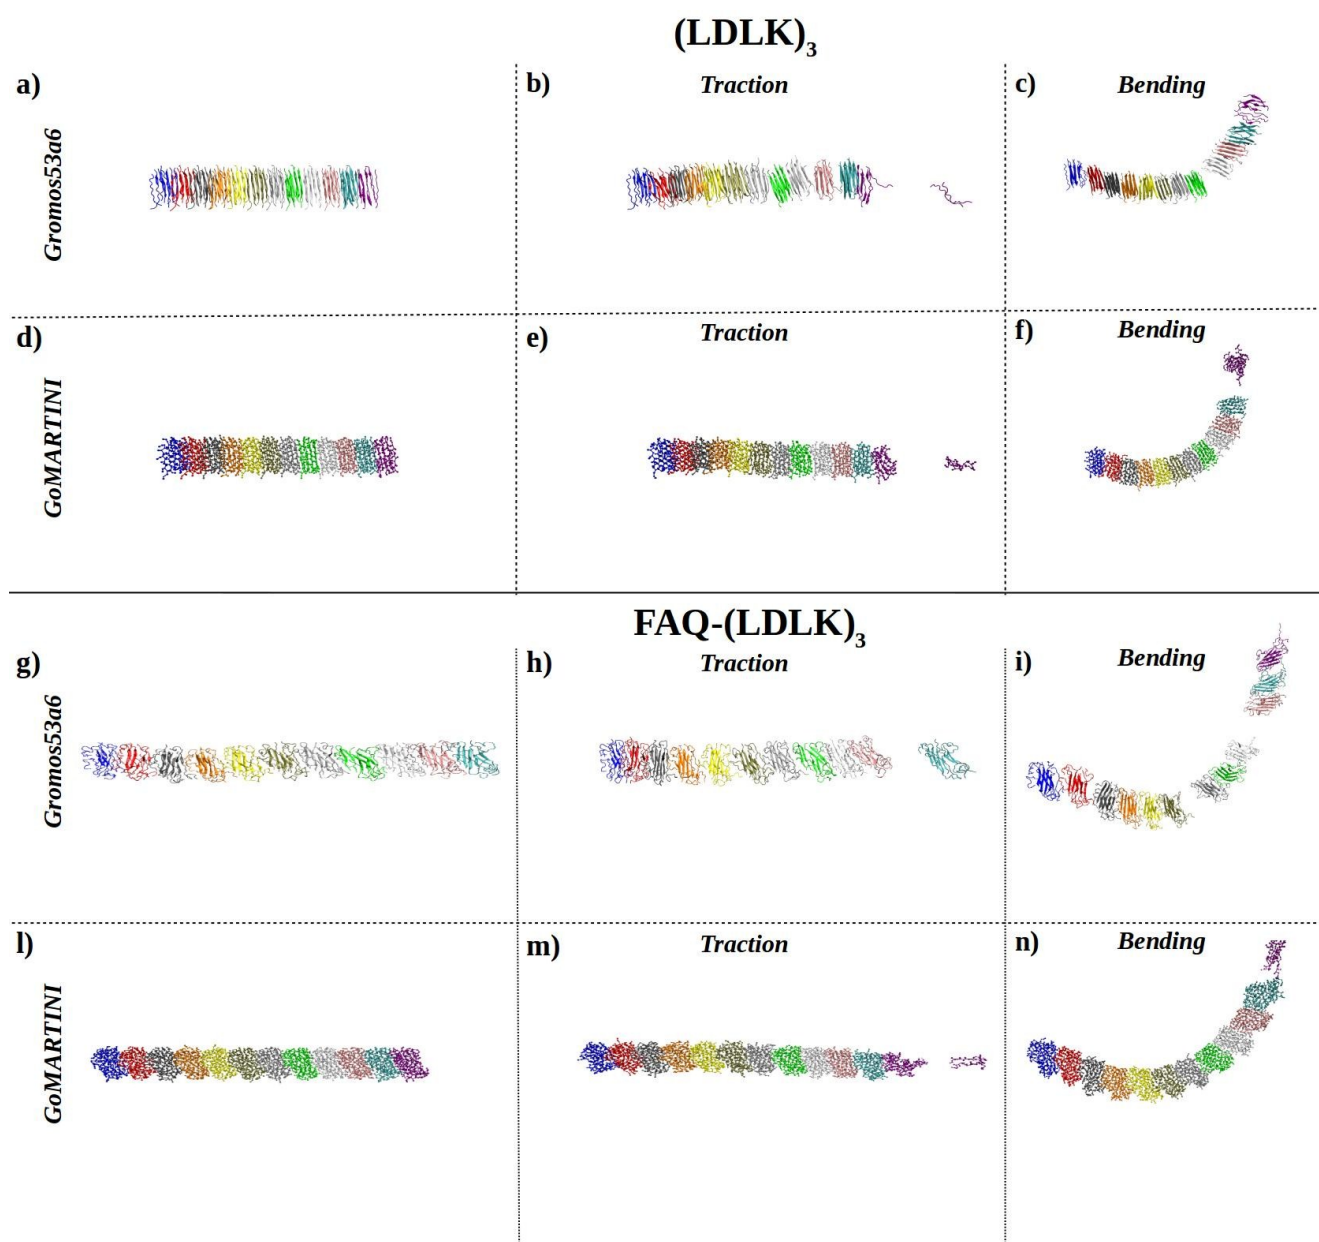 (LDLK)3
a)
b)
Traction
c)
Bending
Gromos53a6
d)
e)
Traction
f)
Bending
GoMARTINI
FAQ-(LDLK)3
g)
h)
Traction
i)
Bending
Gromos53a6
l)
m)
Traction
n)
Bending
GoMARTINI